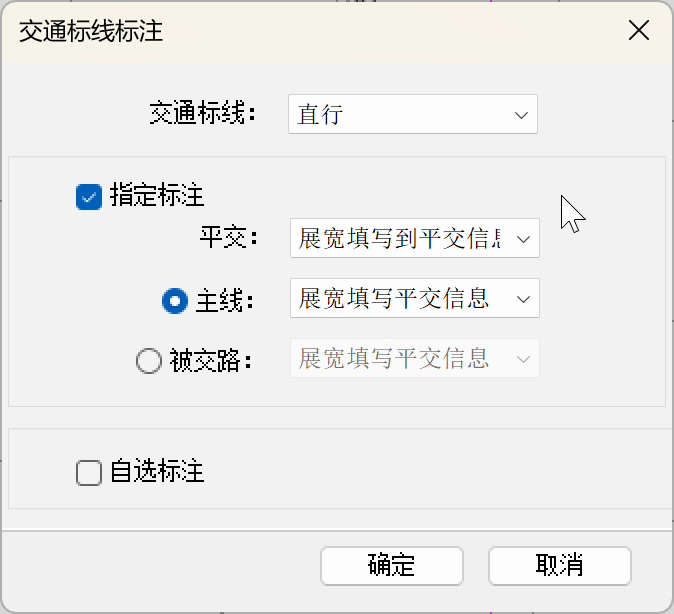 交通标线标注
交通标线： 直行
指定标注
平交： 展宽填写到平交信息
主线： 展宽填写平交信息
被交路： 展宽填写平交信息
自选标注
确定 取消